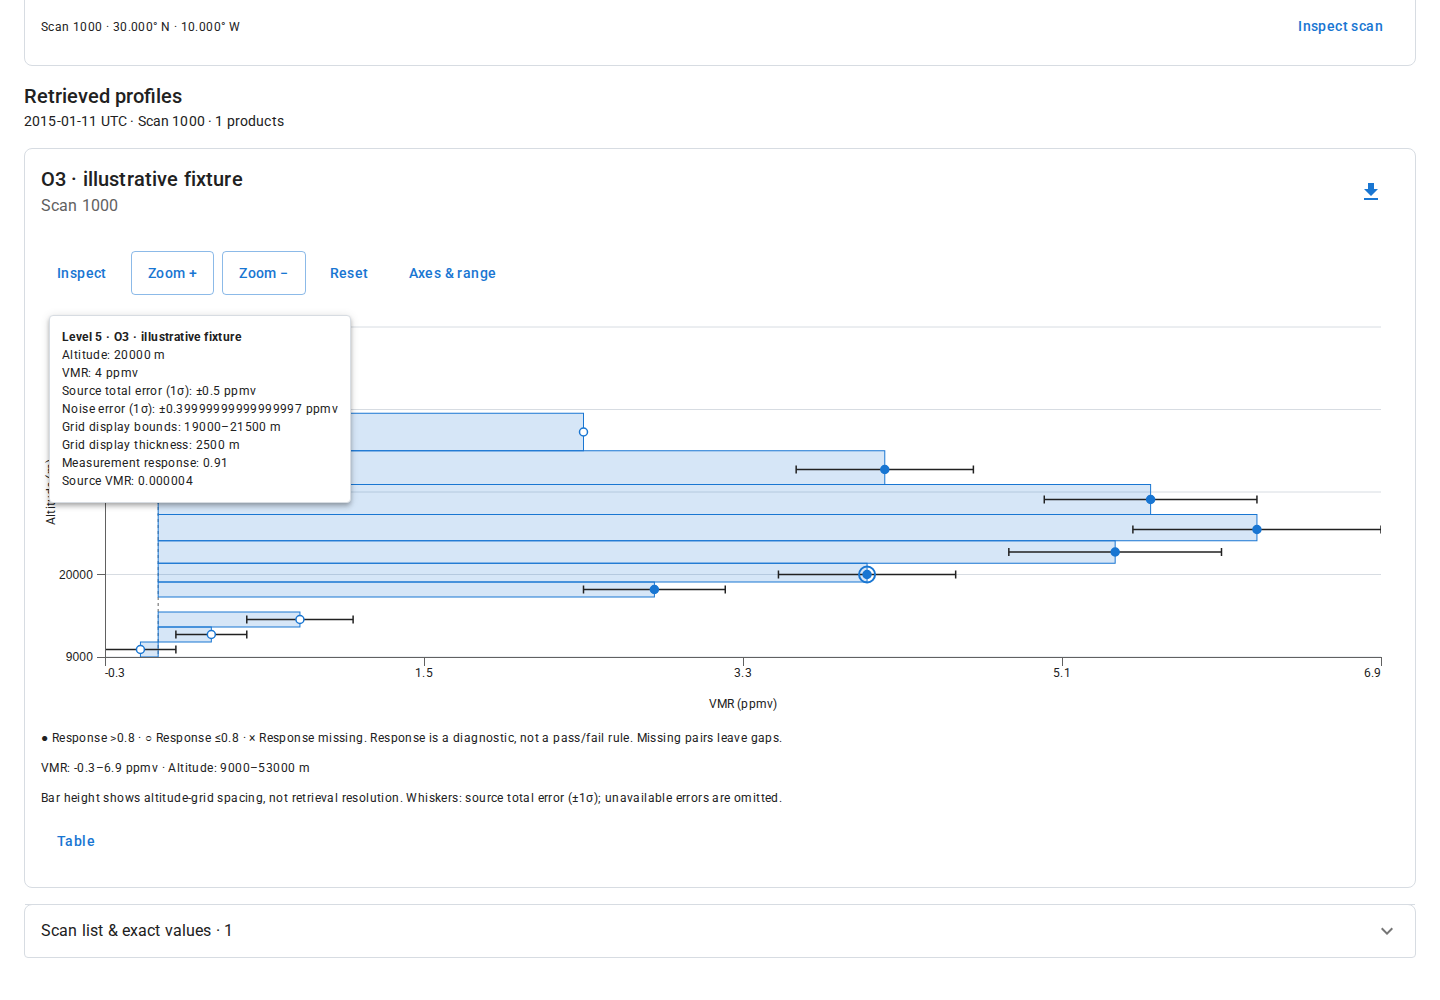 Scan 1000 · 30.000° N · 10.000° W
Inspect scan
Retrieved profiles
2015-01-11 UTC · Scan 1000 · 1 products
O3 · illustrative fixture
Scan 1000
Inspect
Zoom +
Zoom −
Reset
Axes & range
Level 5 · O3 · illustrative fixture
Altitude: 20000 m
VMR: 4 ppmv
Source total error (1σ): ±0.5 ppmv
Noise error (1σ): ±0.39999999999999997 ppmv
Grid display bounds: 19000–21500 m
Grid display thickness: 2500 m
Measurement response: 0.91
Source VMR: 0.000004
20000
9000
-0.3
1.5
3.3
5.1
6.9
VMR (ppmv)
● Response >0.8 · ○ Response ≤0.8 · × Response missing. Response is a diagnostic, not a pass/fail rule. Missing pairs leave gaps.
VMR: -0.3–6.9 ppmv · Altitude: 9000–53000 m
Bar height shows altitude-grid spacing, not retrieval resolution. Whiskers: source total error (±1σ); unavailable errors are omitted.
Table
Scan list & exact values · 1